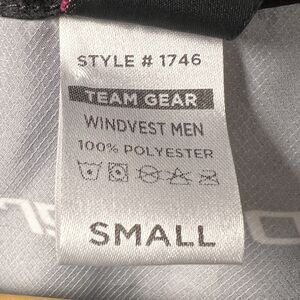 STYLE # 1746
TEAM GEAR
WINDVEST MEN
100% POLYESTER
SMALL